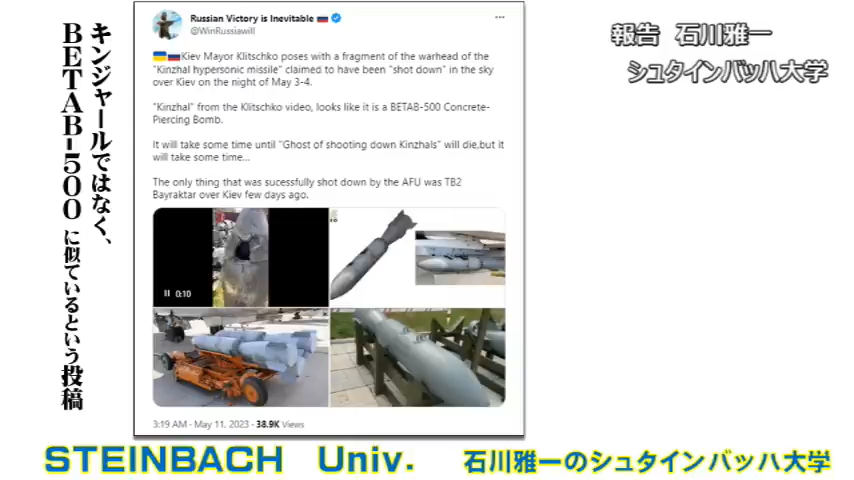 キンジャールではなく、
BETAB-500 に似ているという投稿
Russian Victory is Inevitable
@WinRussiawill
Kiev Mayor Klitschko poses with a fragment of the warhead of the
"Kinzhal hypersonic missile" claimed to have been "shot down" in the sky
over Kiev on the night of May 3-4.
"Kinzhal" from the Klitschko video, looks like it is a BETAB-500 Concrete-
Piercing Bomb.
It will take some time until "Ghost of shooting down Kinzhals" will die,but it
will take some time...
The only thing that was sucessfully shot down by the AFU was TB2
Bayraktar over Kiev few days ago.
0:10
3:19 AM · May 11, 2023 · 38.9K Views
報告 石川雅一
シュタインバッハ大学
STEINBACH Univ. 石川雅一のシュタインバッハ大学